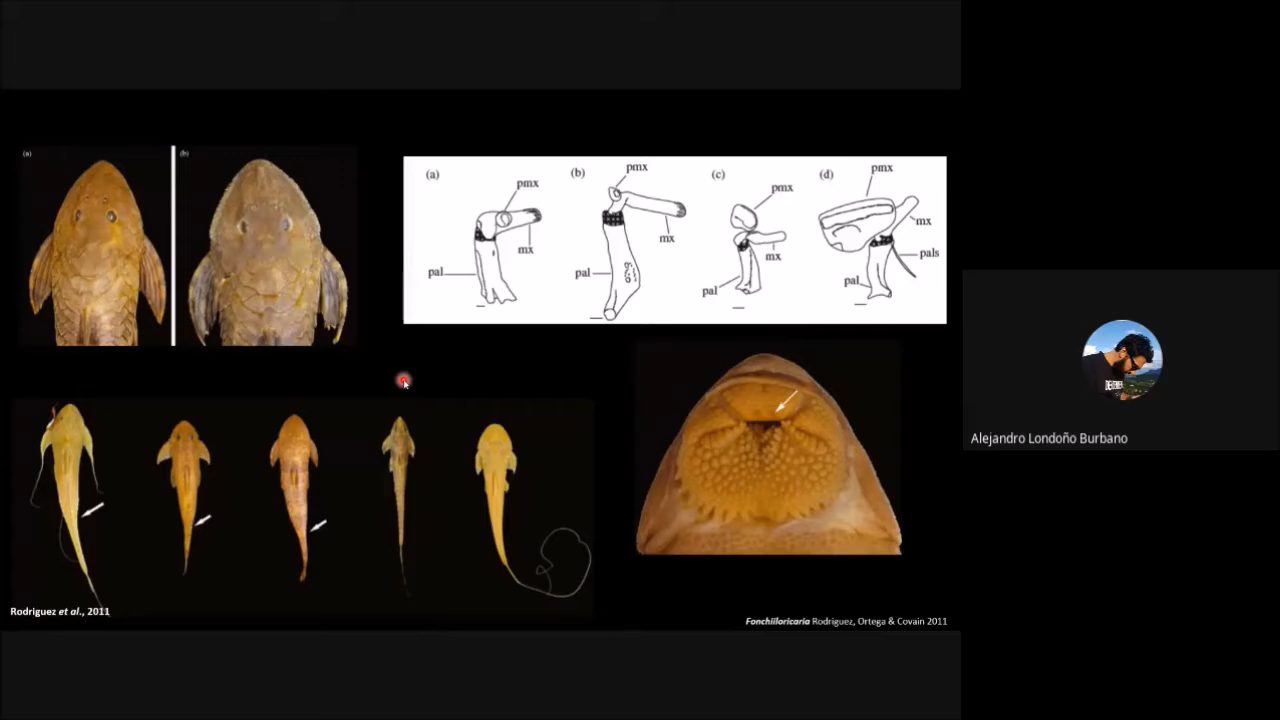 (a)
(b)
(a)
pmx
mx
pal
(b)
pmx
mx
pal
(c)
pmx
mx
pal
(d)
pmx
mx
pals
pal
Rodriguez et al., 2011
Fonchiiloricaria Rodriguez, Ortega & Covain 2011
Alejandro Londoño Burbano